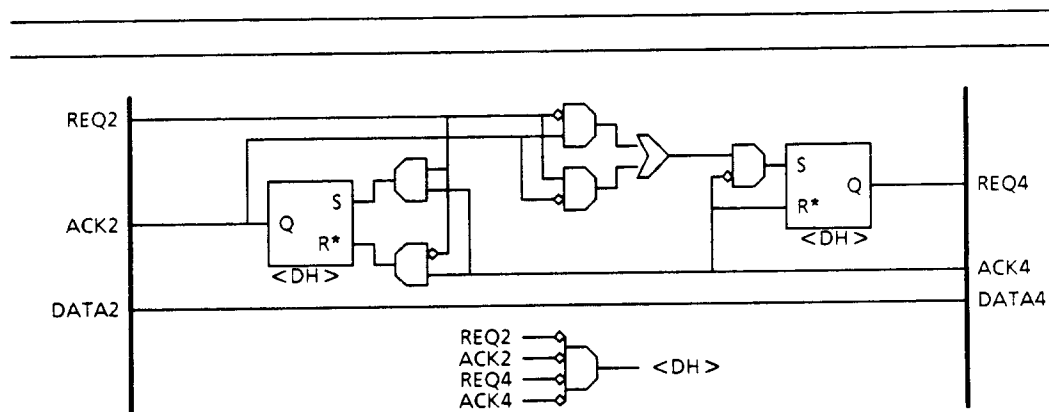 REQ2
S
S
Q
REQ4
ACK2
Q
R*
R*
<DH>
<DH>
ACK4
DATA2
DATA4
REQ2
ACK2
REQ4
ACK4
<DH>